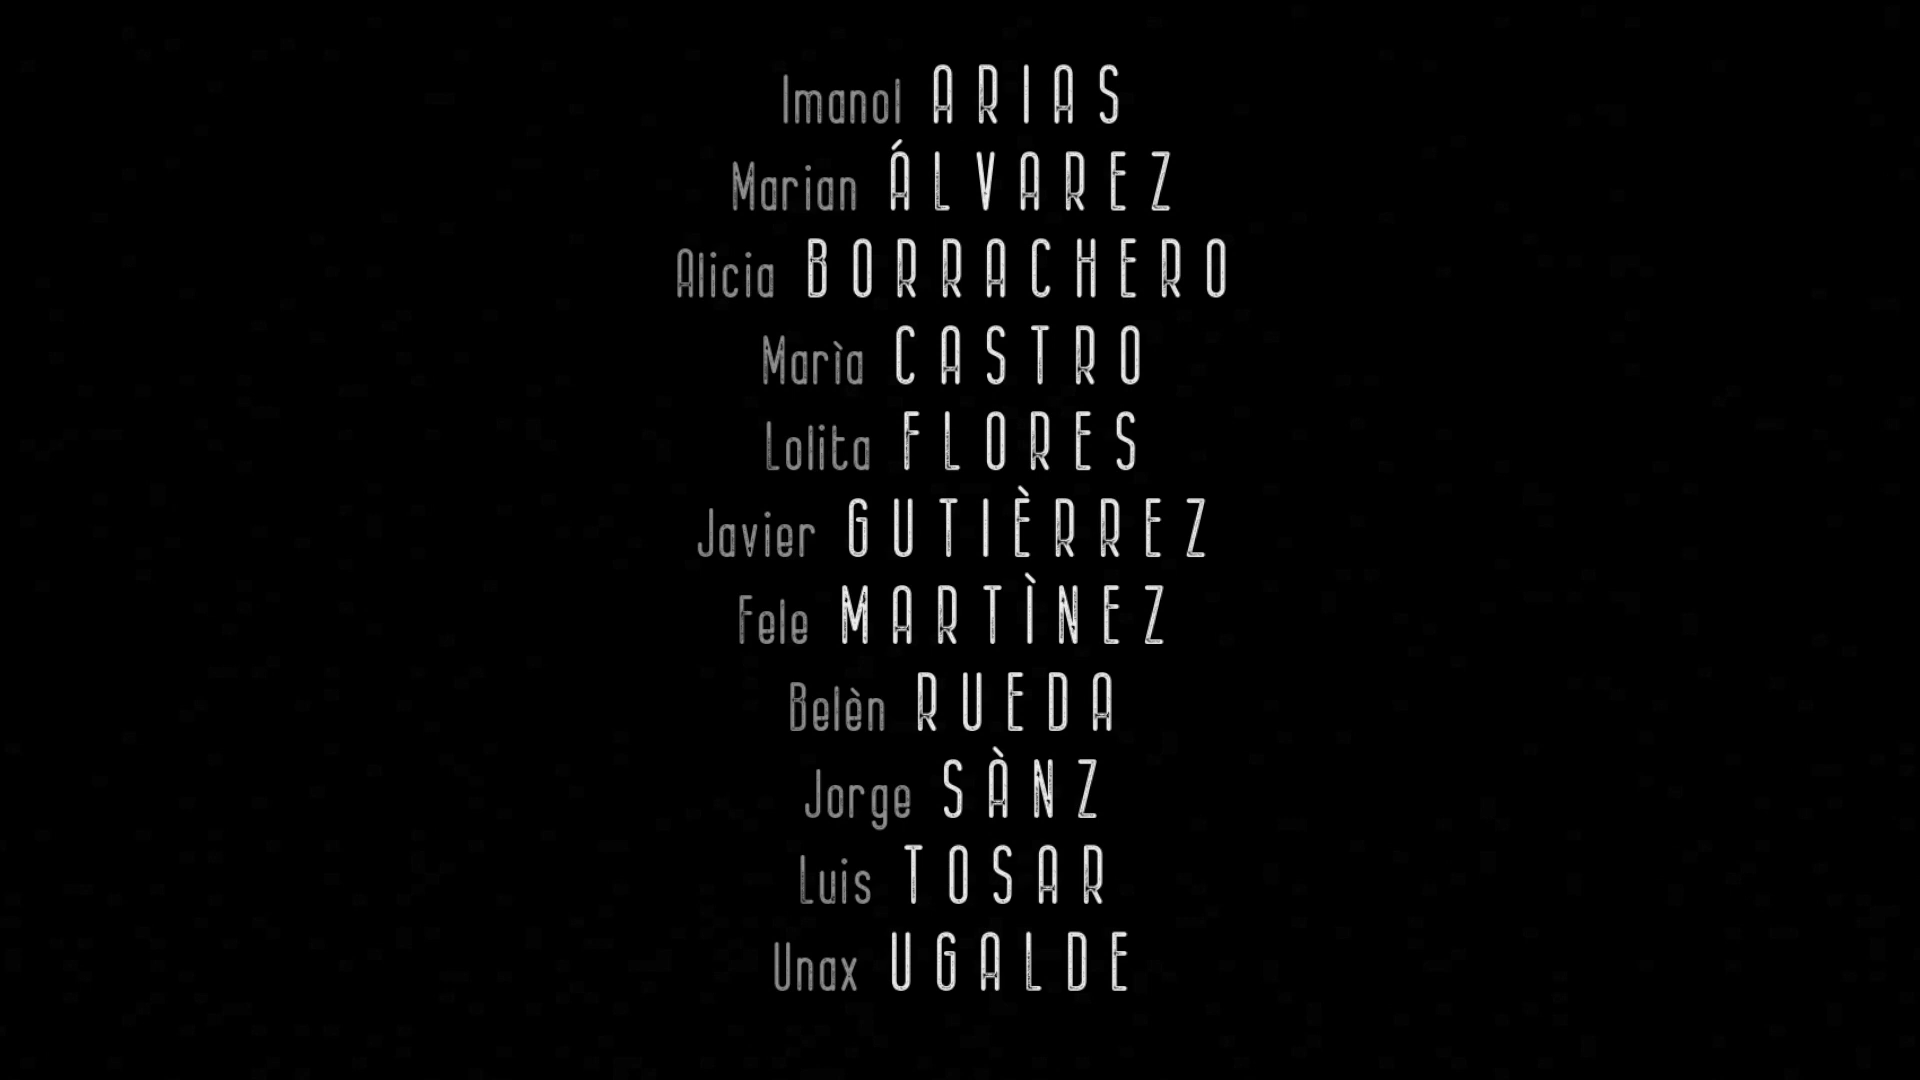 Imanol ARIAS
Marian ÁLVAREZ
Alicia BORRACHERO
Marìa CASTRO
Lolita FLORES
Javier GUTIÈRREZ
Fele MARTÌNEZ
Belèn RUEDA
Jorge SÀNZ
Luis TOSAR
Unax UGALDE